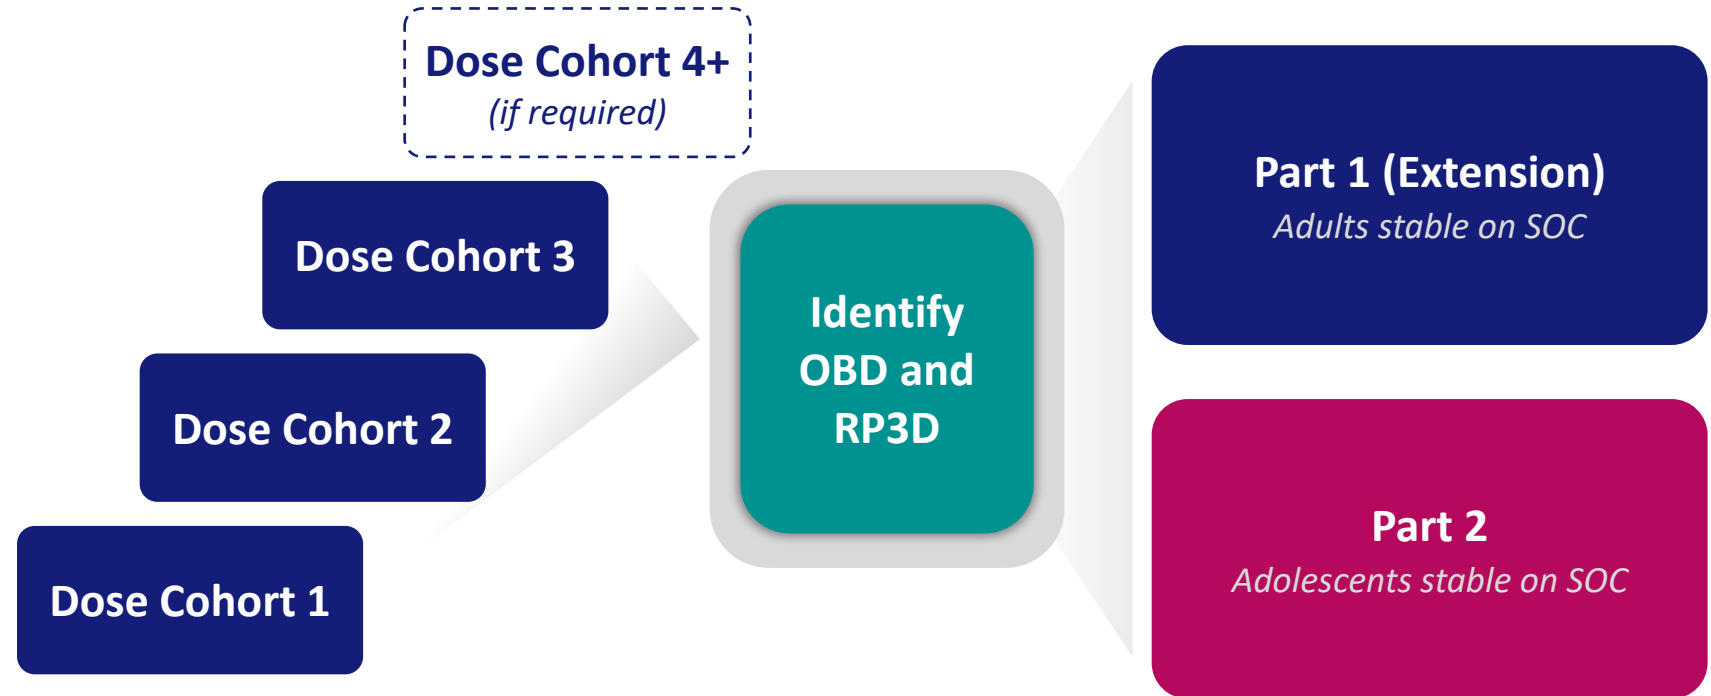 Dose Cohort 4+
(if required)
Dose Cohort 3
Dose Cohort 2
Dose Cohort 1
Identify
OBD and
RP3D
Part 1 (Extension)
Adults stable on SOC
Part 2
Adolescents stable on SOC